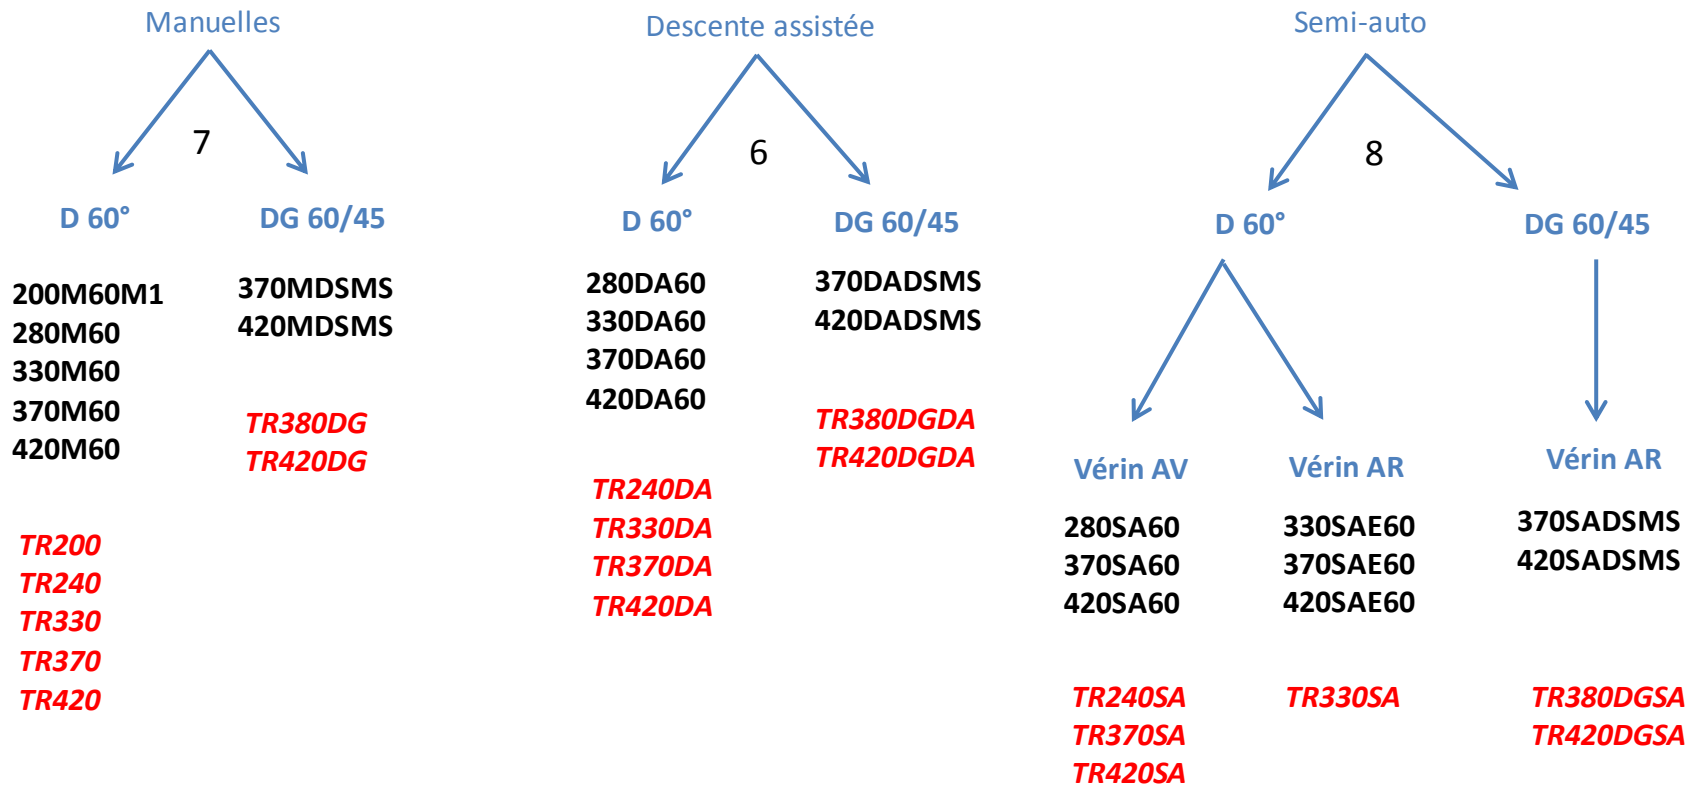 Manuelles
7
D 60°
DG 60/45
200M60M1
280M60
330M60
370M60
420M60
370MDSMS
420MDSMS
TR380DG
TR420DG
TR200
TR240
TR330
TR370
TR420
Descente assistée
6
D 60°
DG 60/45
280DA60
330DA60
370DA60
420DA60
370DADSMS
420DADSMS
TR380DGDA
TR420DGDA
TR240DA
TR330DA
TR370DA
TR420DA
Semi-auto
8
D 60°
DG 60/45
Vérin AV
Vérin AR
Vérin AR
280SA60
370SA60
420SA60
330SAE60
370SAE60
420SAE60
370SADSMS
420SADSMS
TR240SA
TR370SA
TR420SA
TR330SA
TR380DGSA
TR420DGSA